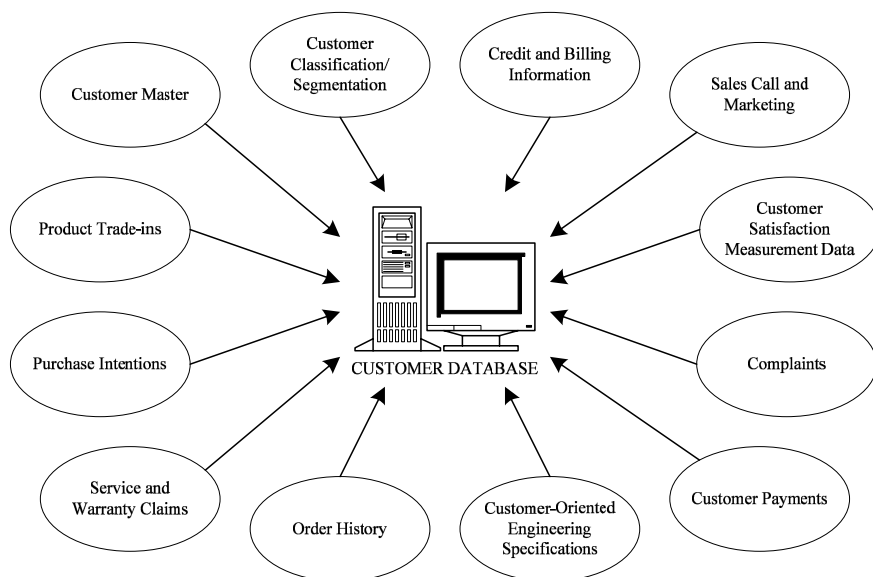 Customer
Classification/
Segmentation
Credit and Billing
Information
Customer Master
Sales Call and
Marketing
Product Trade-ins
Customer
Satisfaction
Measurement Data
Purchase Intentions
Complaints
CUSTOMER DATABASE
Service and
Warranty Claims
Order History
Customer-Oriented
Engineering
Specifications
Customer Payments